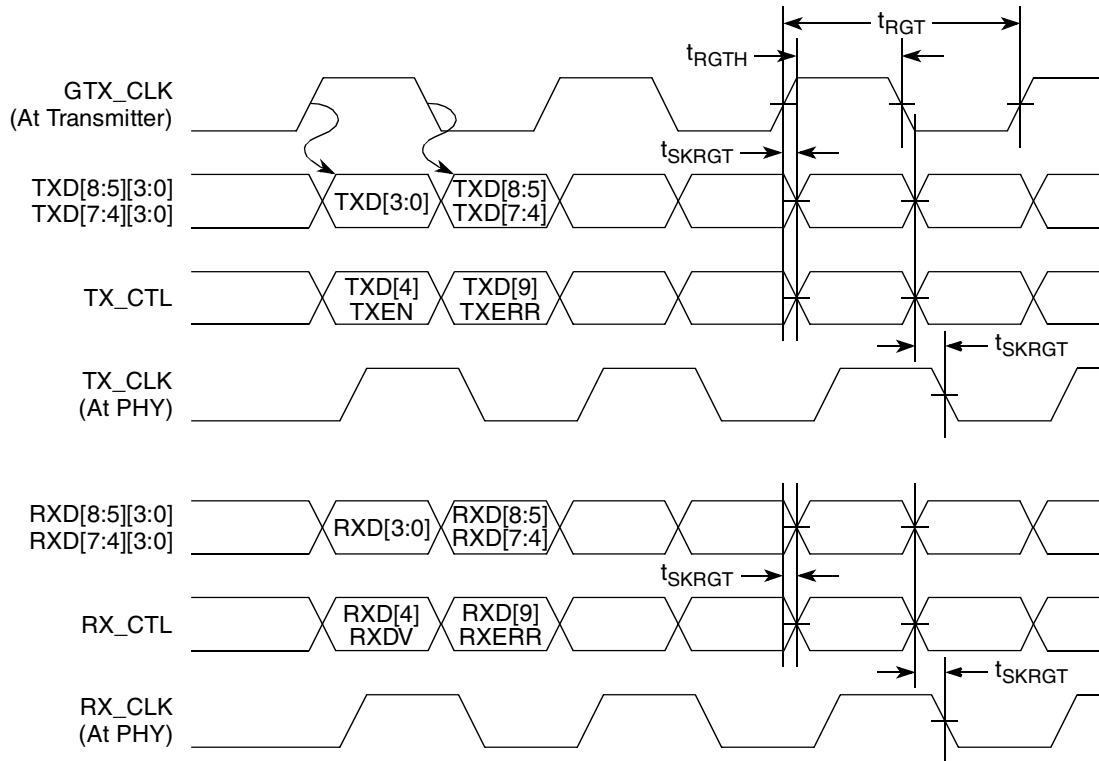 tRGT
tRGTH
GTX_CLK
(At Transmitter)
tSKRGT
TXD[8:5][3:0]
TXD[7:4][3:0]
TXD[3:0]
TXD[8:5]
TXD[7:4]
TX_CTL
TXD[4]
TXEN
TXD[9]
TXERR
tSKRGT
TX_CLK
(At PHY)
RXD[8:5][3:0]
RXD[7:4][3:0]
RXD[3:0]
RXD[8:5]
RXD[7:4]
tSKRGT
RX_CTL
RXD[4]
RXDV
RXD[9]
RXERR
tSKRGT
RX_CLK
(At PHY)